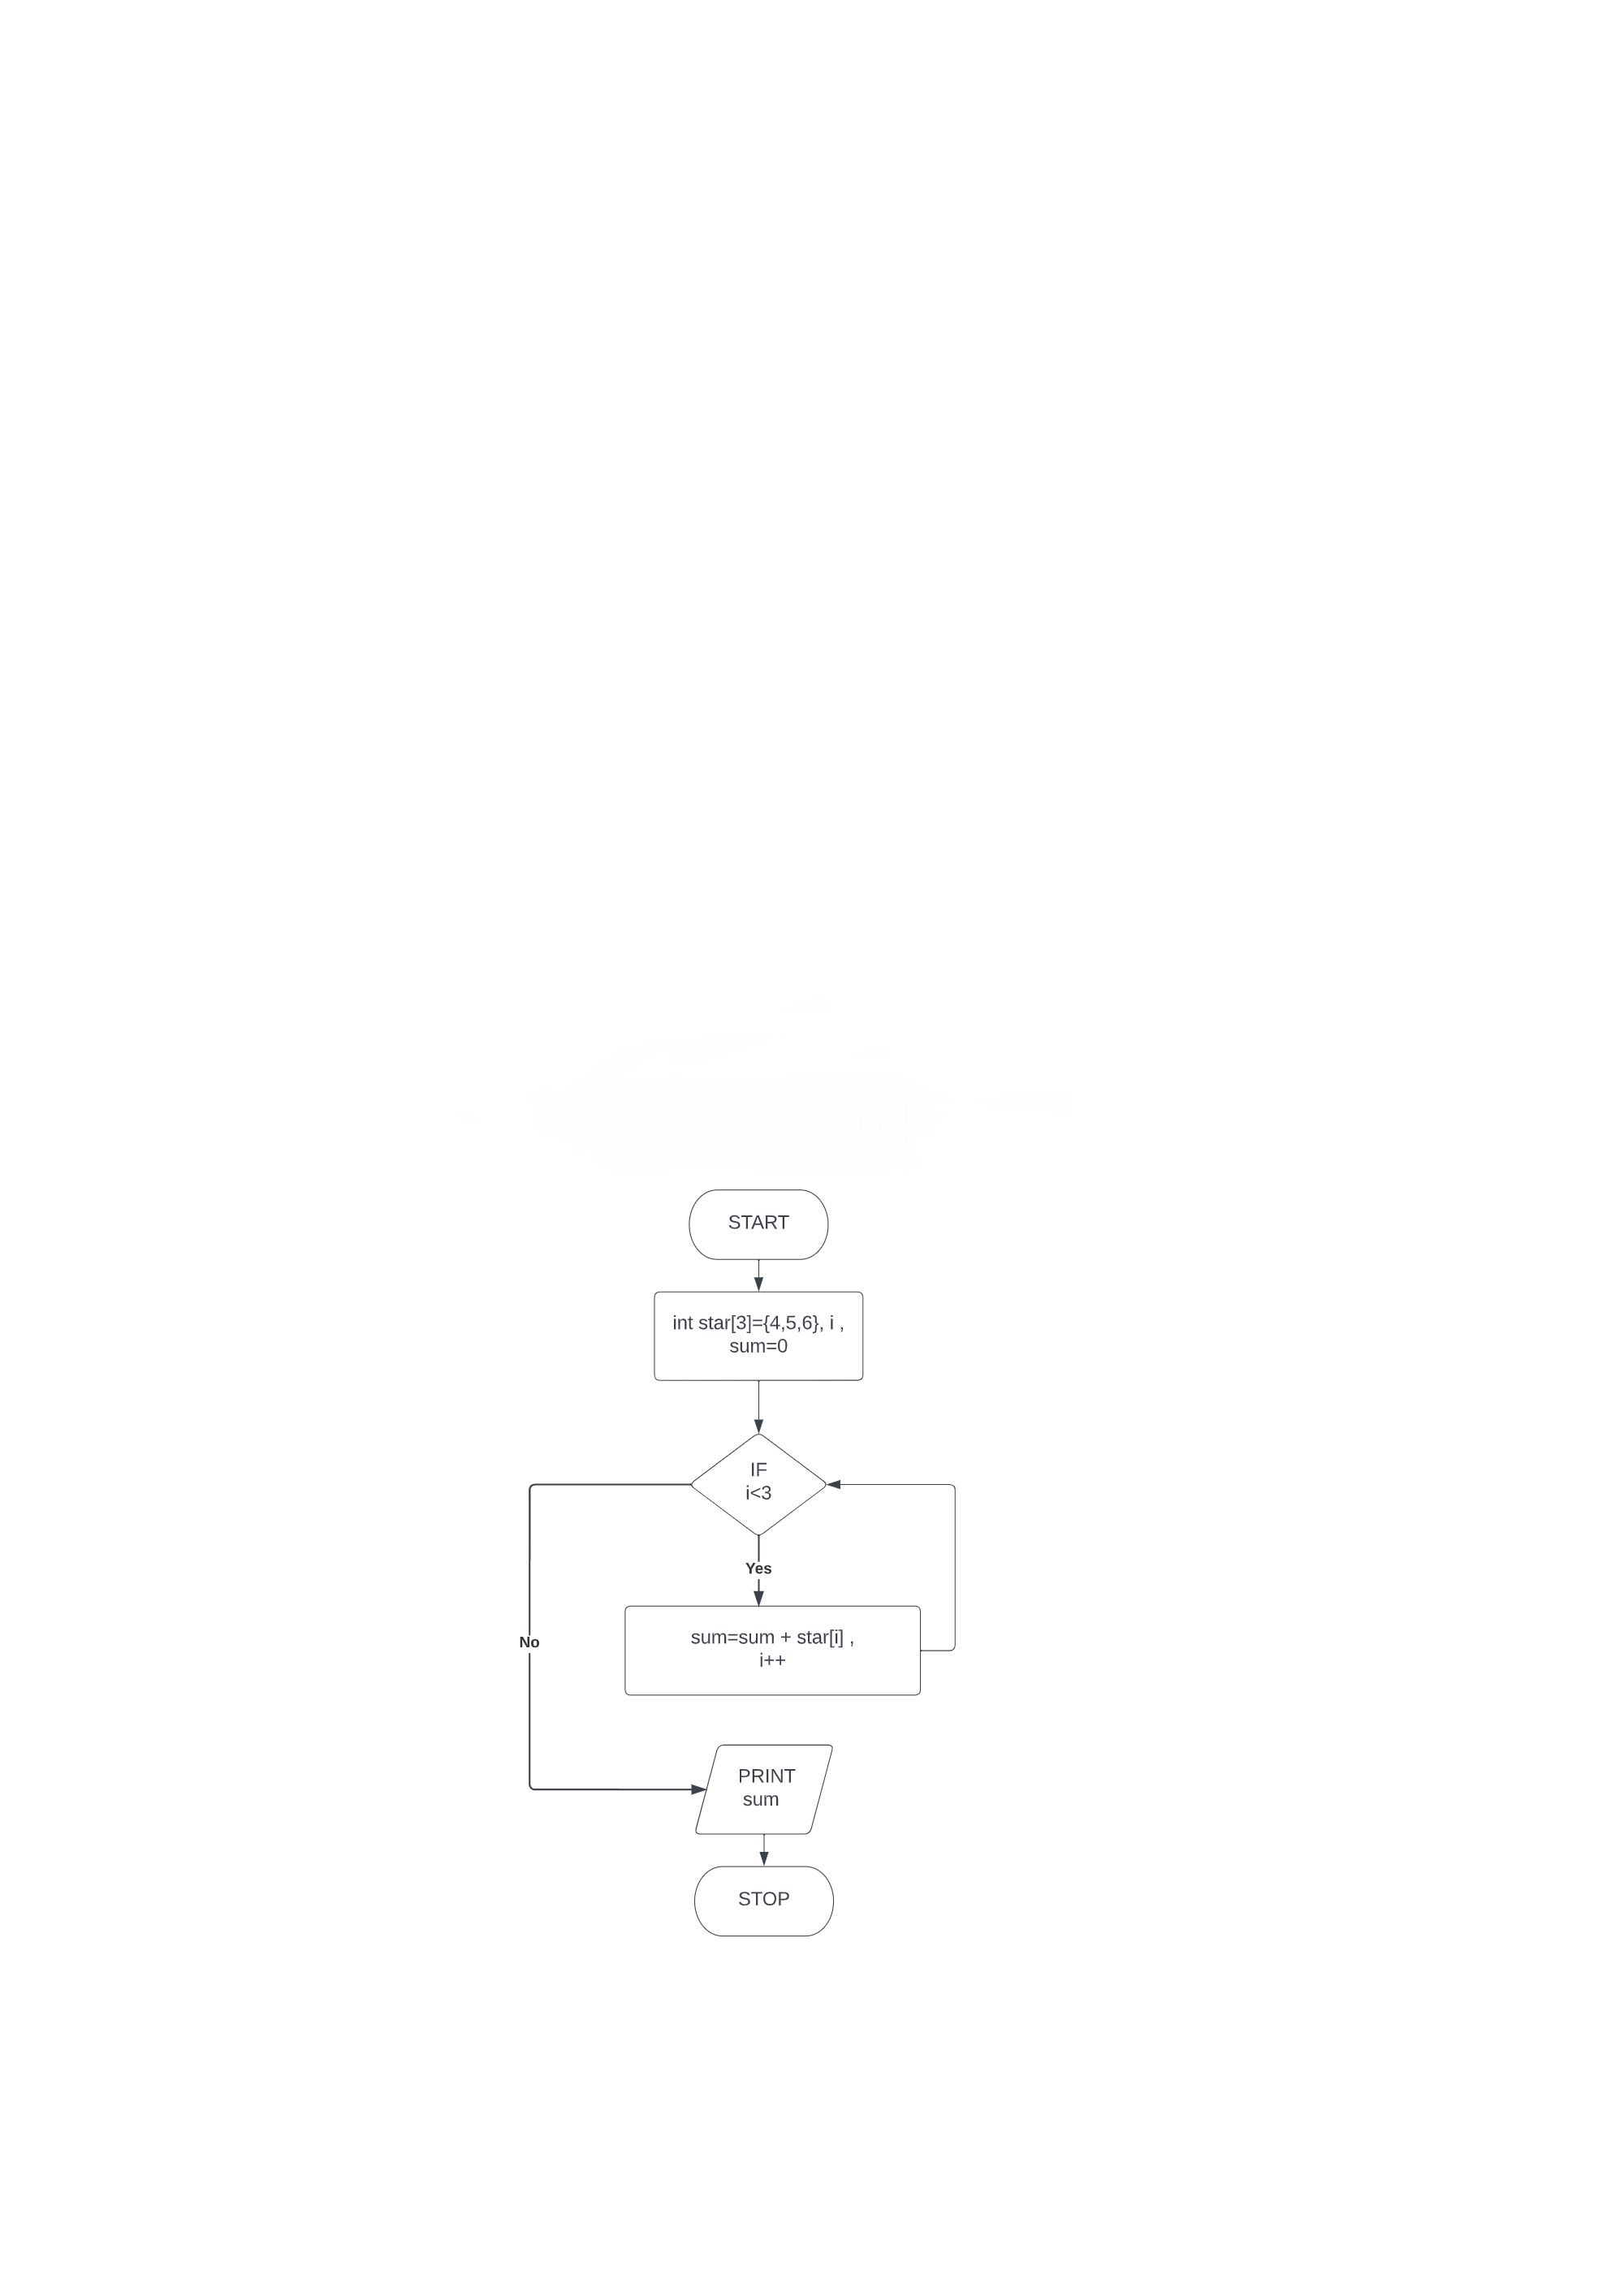 START
int star[3]={4,5,6}, i ,
sum=0
IF
i<3
Yes
No
sum=sum + star[i] ,
i++
PRINT
sum
STOP